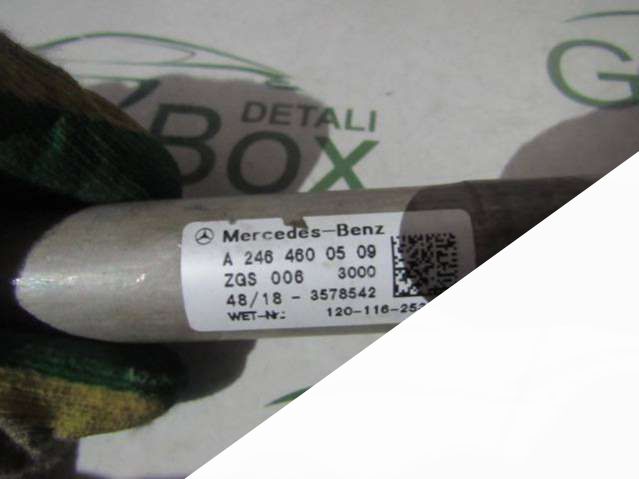 DETALI
BOX
G
Mercedes-Benz
A 246 460 05 09
ZGS 006 3000
48/18 - 3578542
WET-Nr: 120-116-25